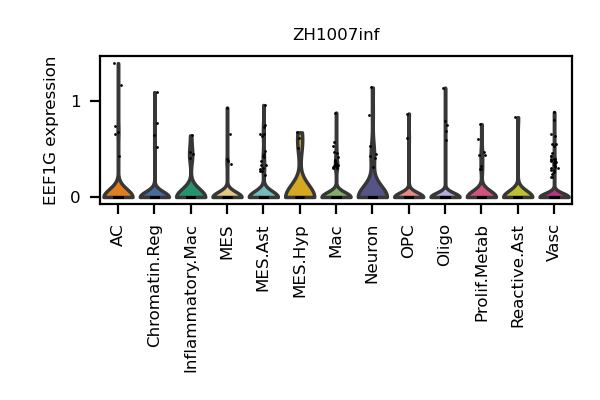 ZH1007inf
EEF1G expression
1
0
AC
Chromatin.Reg
Inflammatory.Mac
MES
MES.Ast
MES.Hyp
Mac
Neuron
OPC
Oligo
Prolif.Metab
Reactive.Ast
Vasc